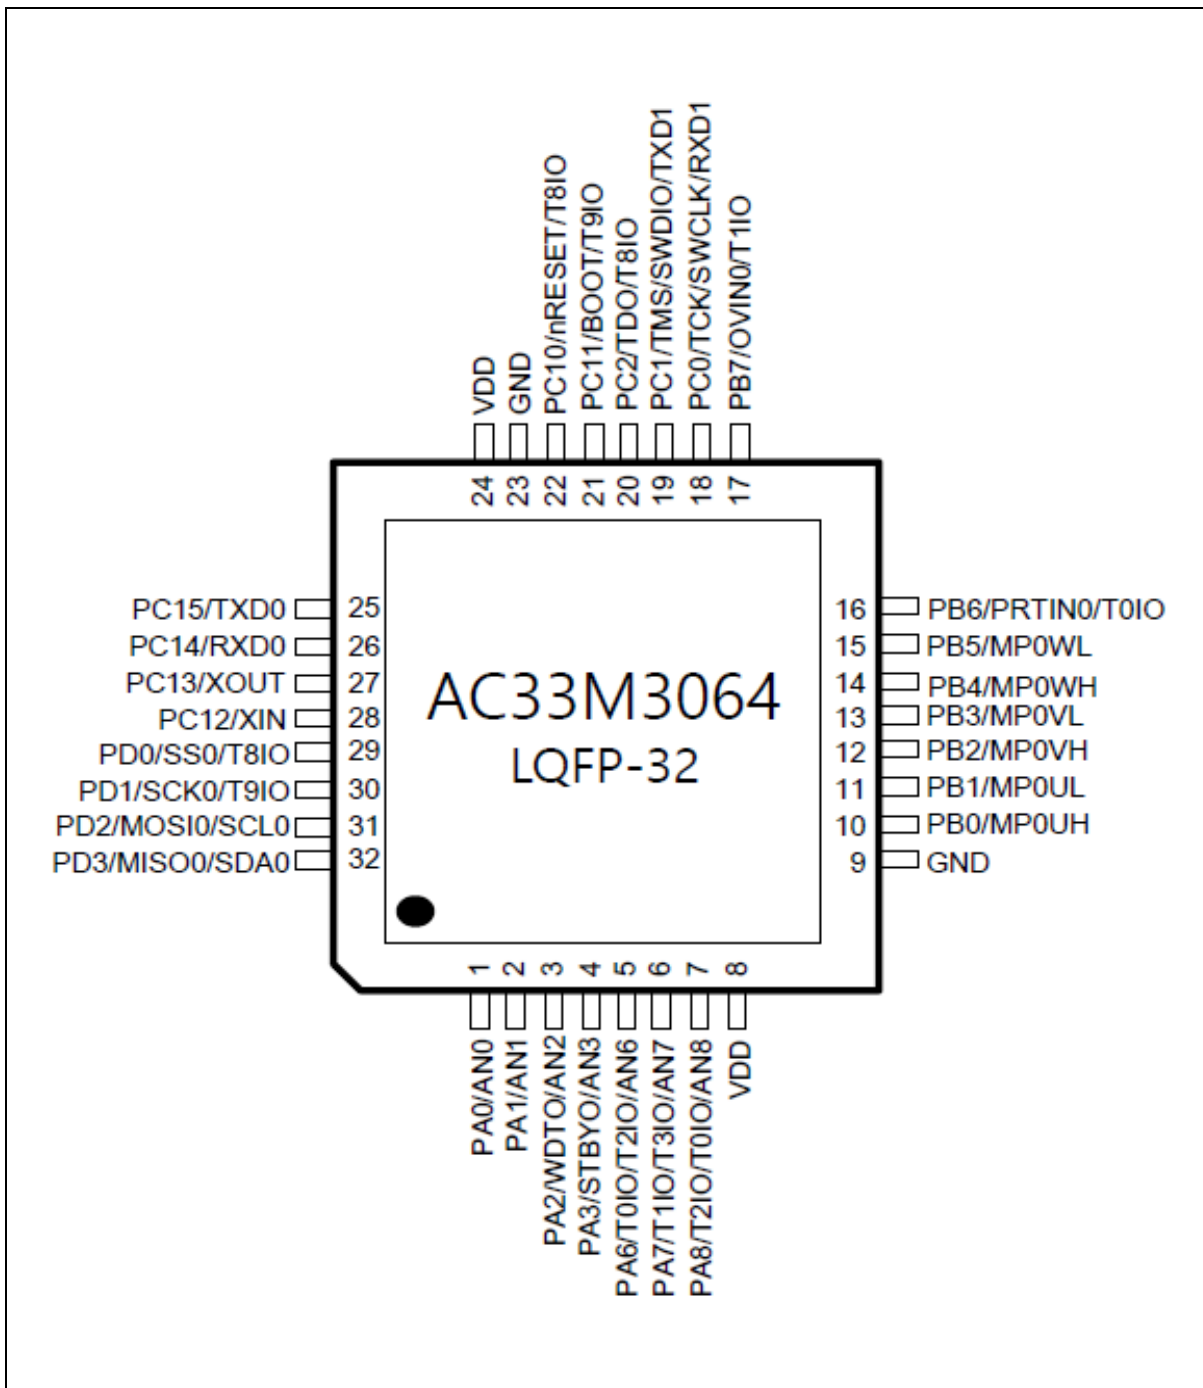 VDD
GND
PC10/nRESET/T8IO
PC11/BOOT/T9IO
PC2/TDO/T8IO
PC1/TMS/SWDIO/TXD1
PC0/TCK/SWCLK/RXD1
PB7/OVIN0/T1IO
24 23 22 21 20 19 18 17
PC15/TXD0 25
PC14/RXD0 26
PC13/XOUT 27
PC12/XIN 28
PD0/SS0/T8IO 29
PD1/SCK0/T9IO 30
PD2/MOSI0/SCL0 31
PD3/MISO0/SDA0 32
AC33M3064
LQFP-32
16 PB6/PRTIN0/T0IO
15 PB5/MP0WL
14 PB4/MP0WH
13 PB3/MP0VL
12 PB2/MP0VH
11 PB1/MP0UL
10 PB0/MP0UH
9 GND
1 2 3 4 5 6 7 8
PA0/AN0
PA1/AN1
PA2/WDTO/AN2
PA3/STBYO/AN3
PA6/T0IO/T2IO/AN6
PA7/T1IO/T3IO/AN7
PA8/T2IO/T0IO/AN8
VDD